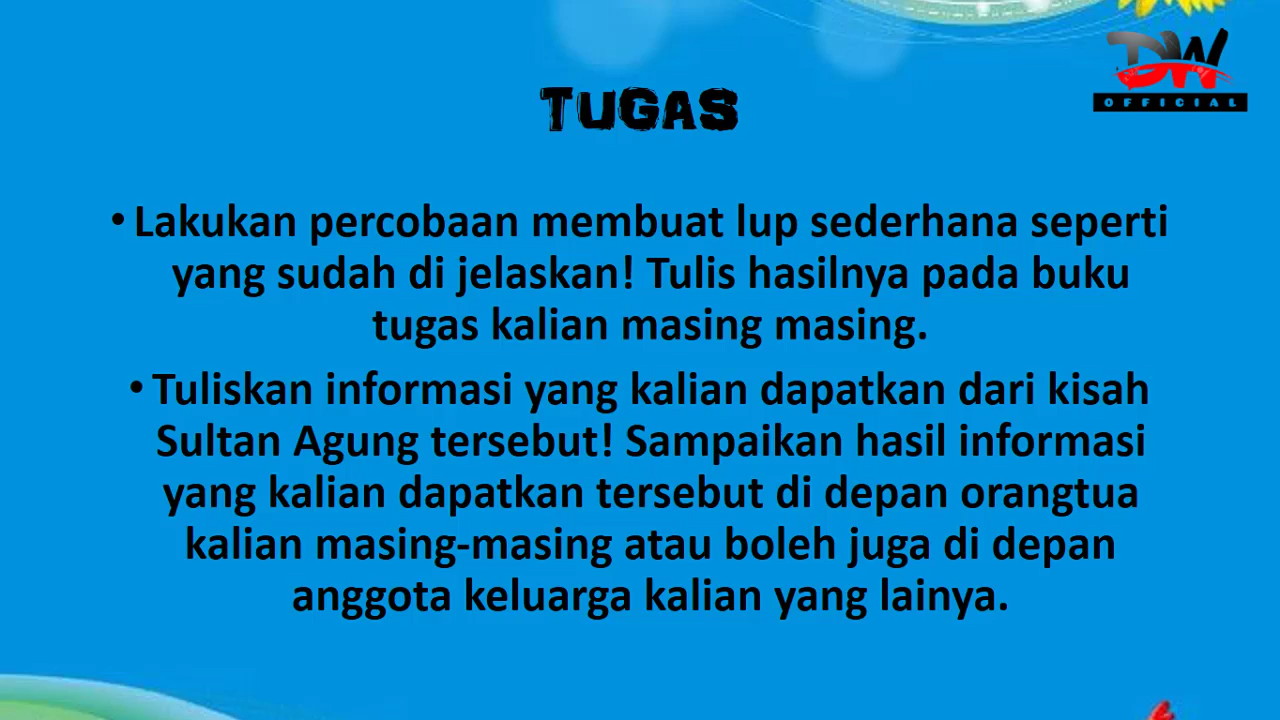 DW
OFFICIAL
TUGAS
• Lakukan percobaan membuat lup sederhana seperti
yang sudah di jelaskan! Tulis hasilnya pada buku
tugas kalian masing masing.
• Tuliskan informasi yang kalian dapatkan dari kisah
Sultan Agung tersebut! Sampaikan hasil informasi
yang kalian dapatkan tersebut di depan orangtua
kalian masing-masing atau boleh juga di depan
anggota keluarga kalian yang lainya.